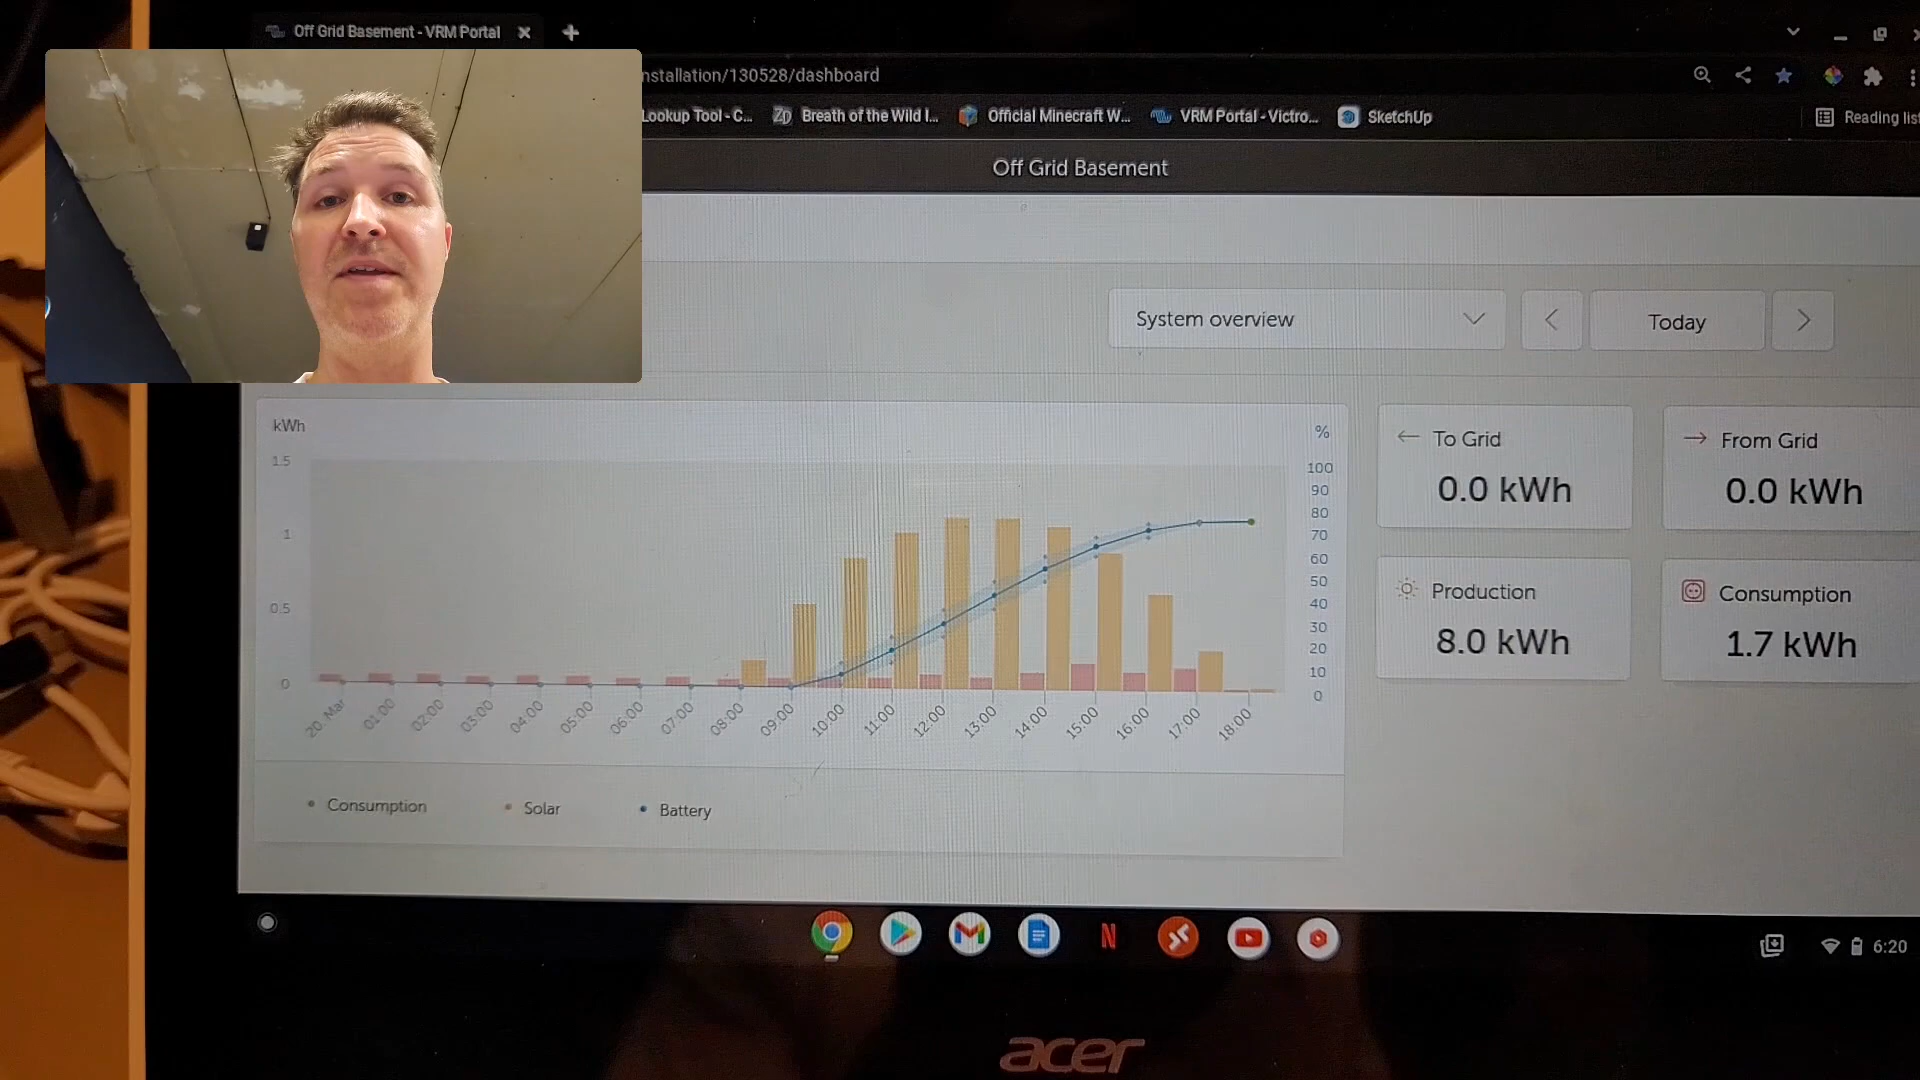 Off Grid Basement - VRM Portal
nstallation/130528/dashboard
Lookup Tool - C...
Breath of the Wild I...
Official Minecraft W...
VRM Portal - Victro...
SketchUp
Reading list
Off Grid Basement
System overview
Today
kWh
%
1.5
1
0.5
0
100
90
80
70
60
50
40
30
20
10
0
20. Mar
01:00
02:00
03:00
04:00
05:00
06:00
07:00
08:00
09:00
10:00
11:00
12:00
13:00
14:00
15:00
16:00
17:00
18:00
Consumption
Solar
Battery
To Grid
0.0 kWh
From Grid
0.0 kWh
Production
8.0 kWh
Consumption
1.7 kWh
6:20
acer